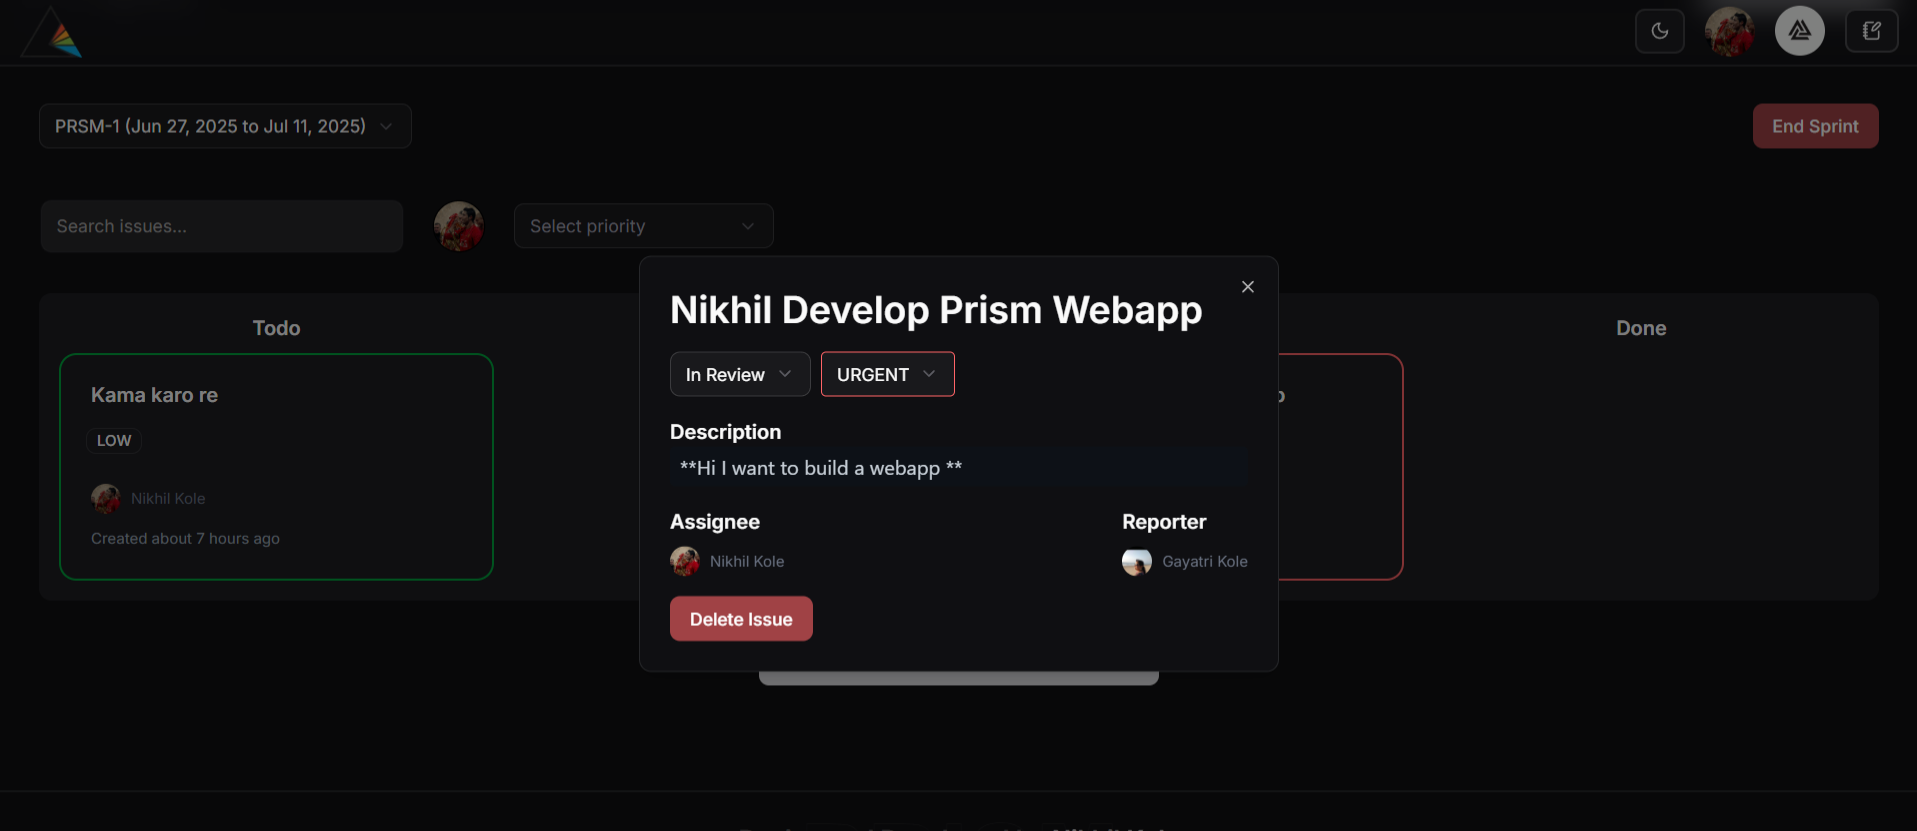 PRSM-1 (Jun 27, 2025 to Jul 11, 2025)
End Sprint
Search issues...
Select priority
Todo
Done
Kama karo re
LOW
Nikhil Kole
Created about 7 hours ago
Nikhil Develop Prism Webapp
In Review
URGENT
Description
**Hi I want to build a webapp **
Assignee
Reporter
Nikhil Kole
Gayatri Kole
Delete Issue